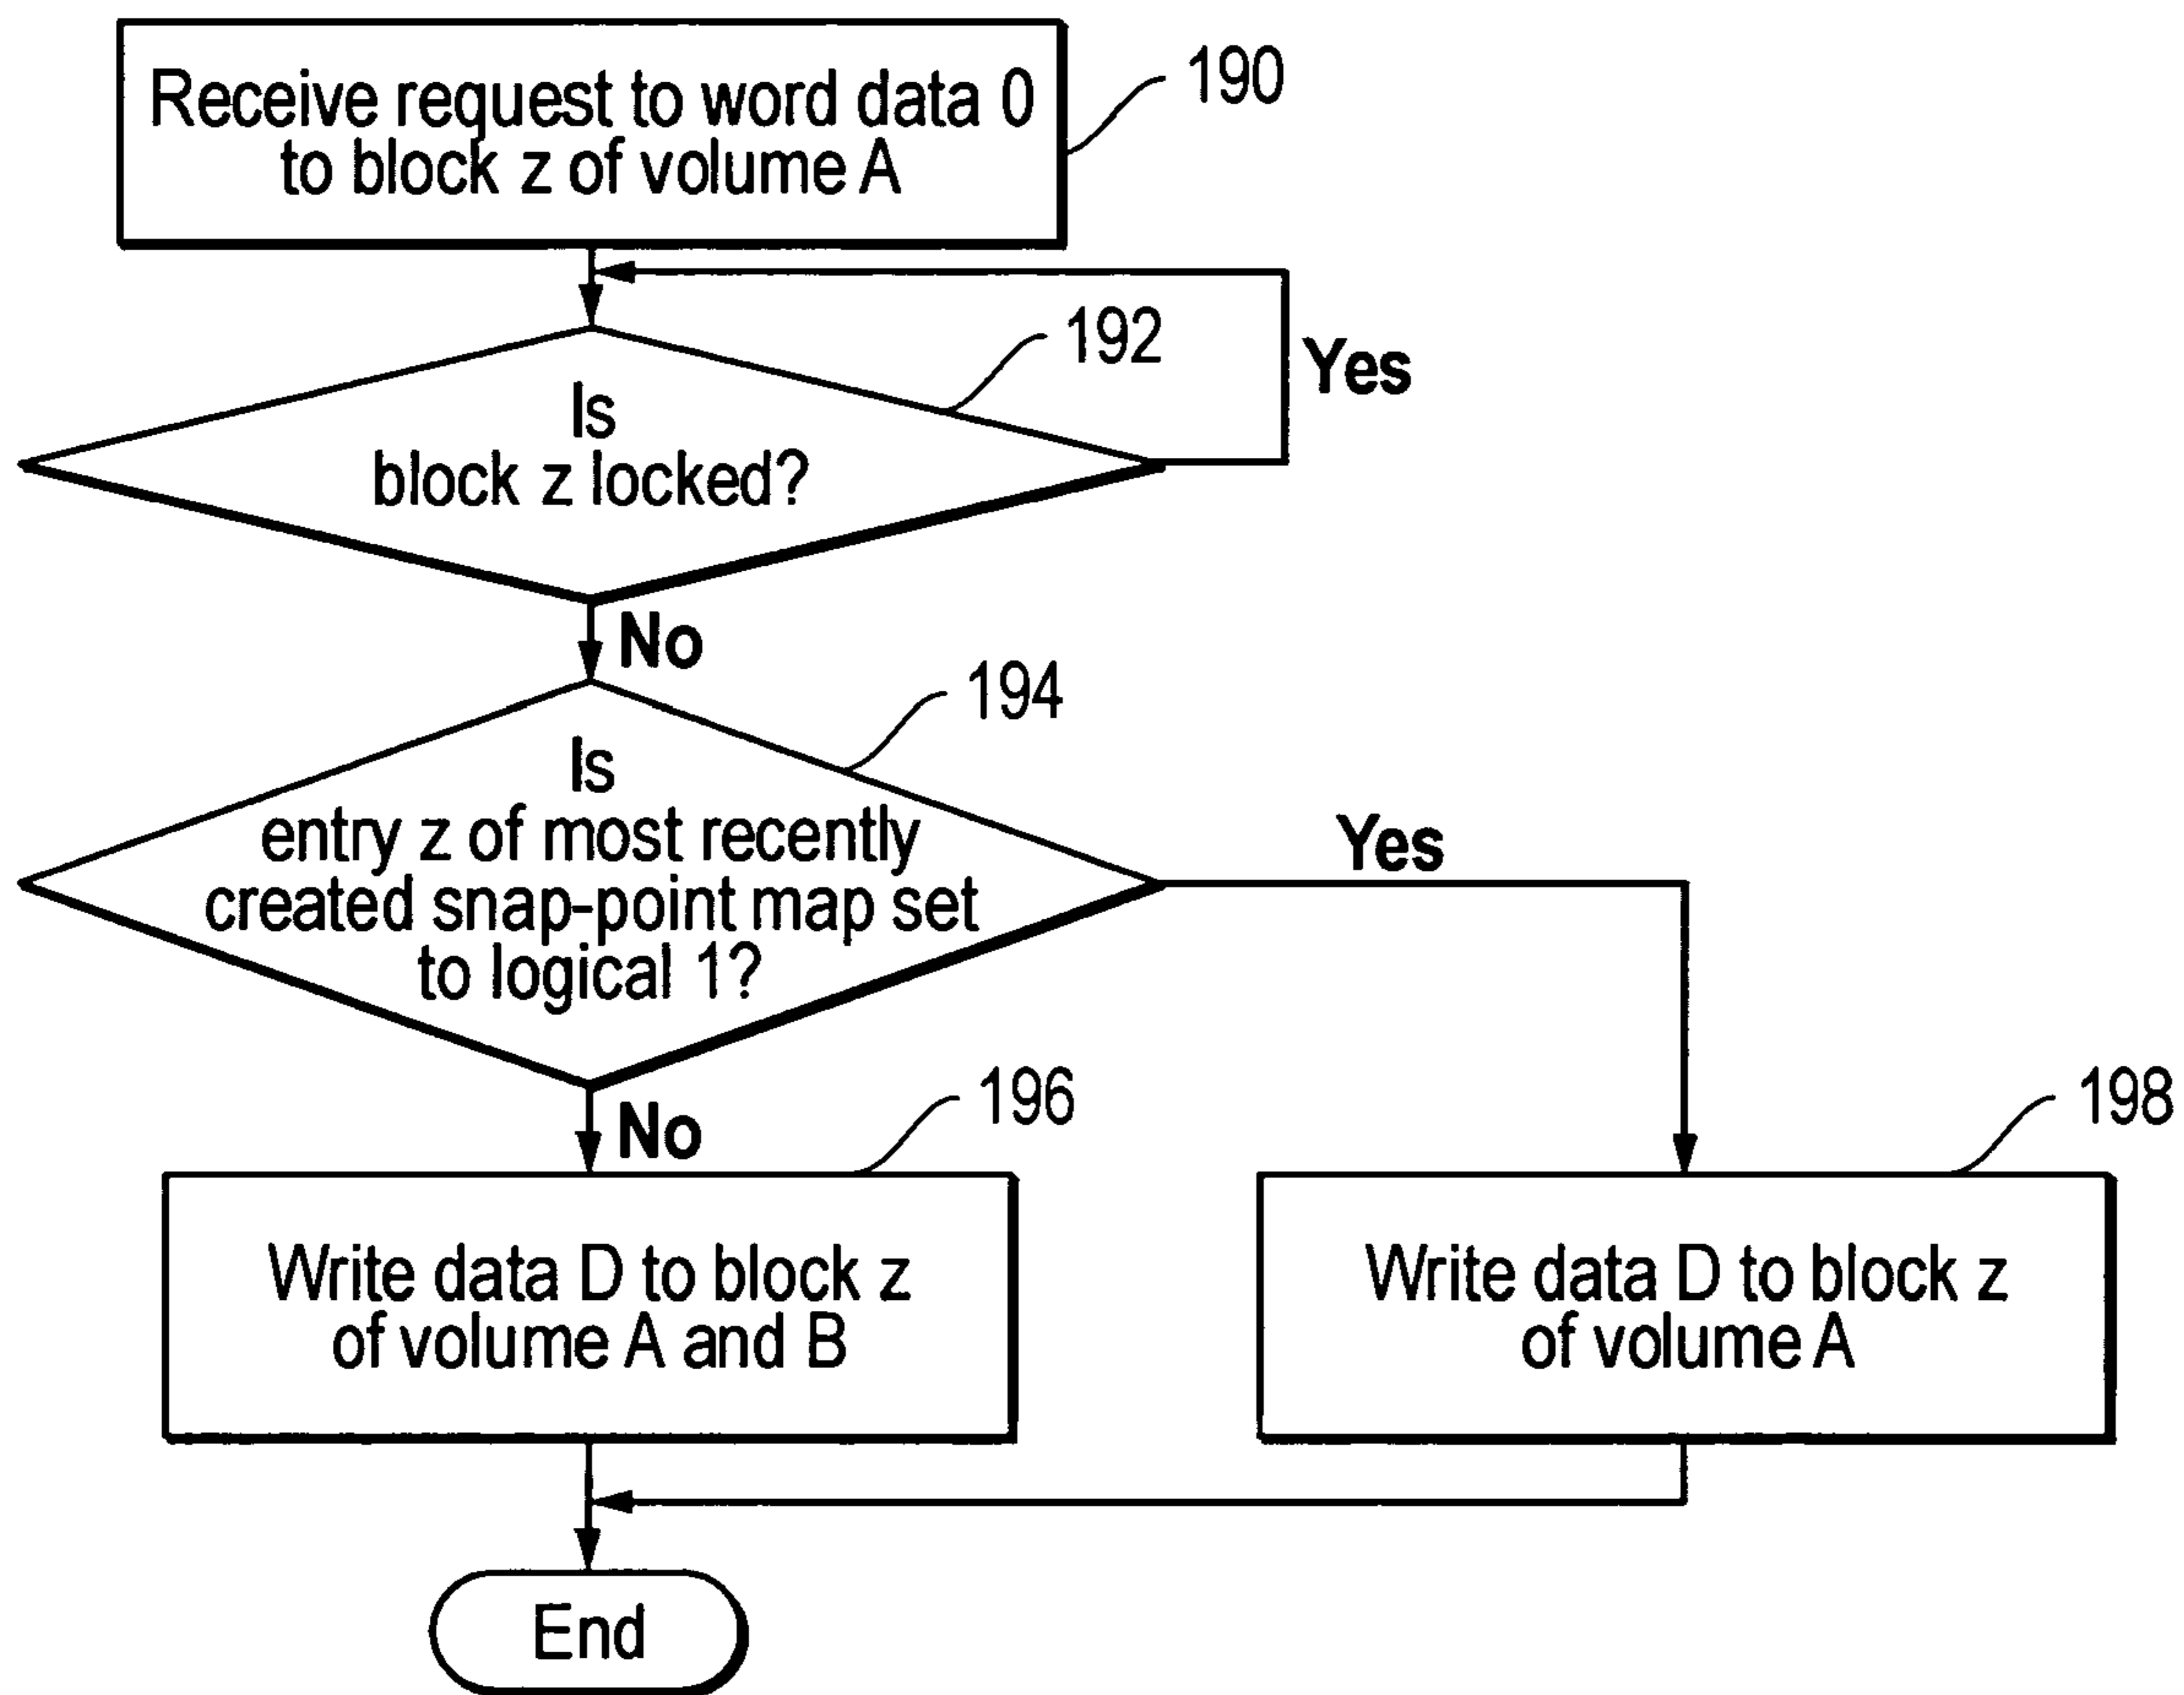 Receive request to word data 0
to block z of volume A
190
192
Yes
Is
block z locked?
No
194
Is
entry z of most recently
created snap-point map set
to logical 1?
Yes
No
196
198
Write data D to block z
of volume A and B
Write data D to block z
of volume A
End